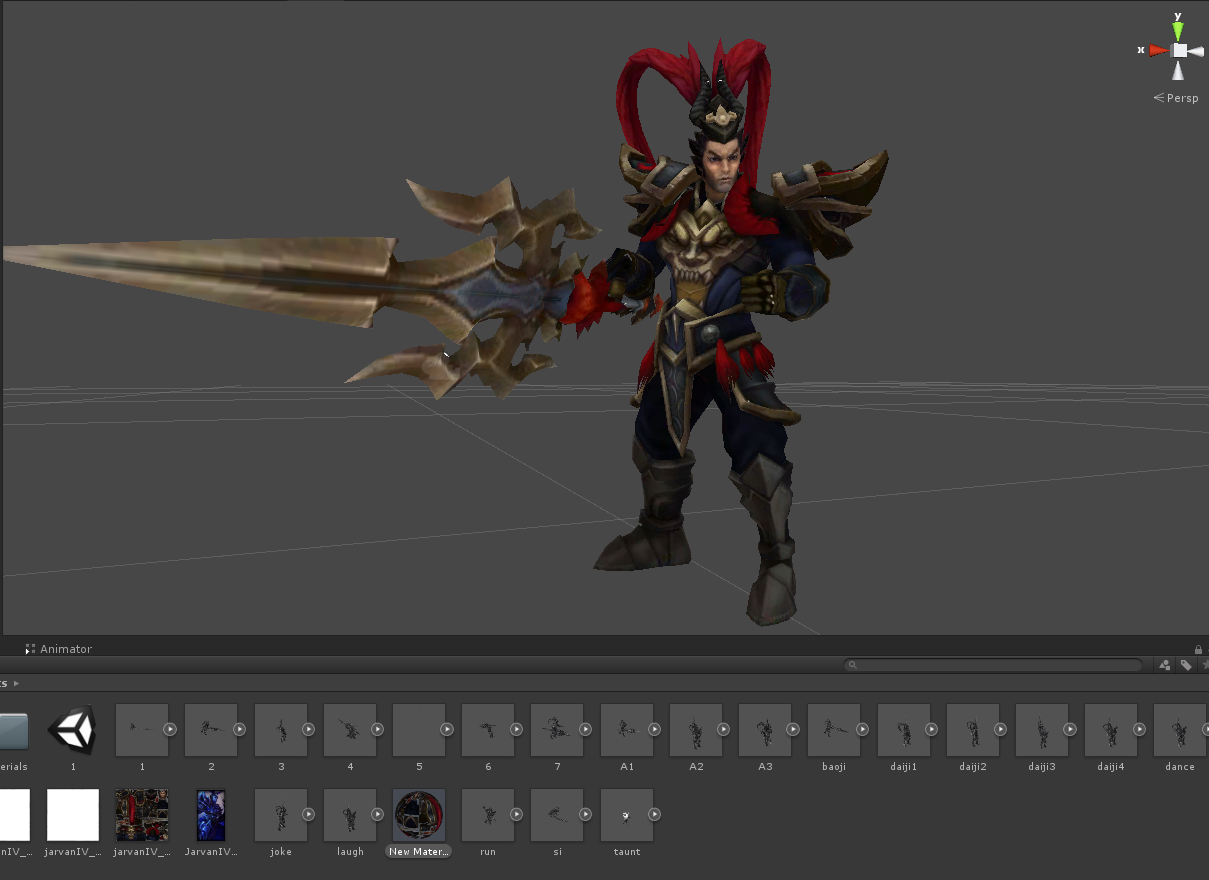 y
x
Persp
Animator
ts
erials 1 1 2 3 4 5 6 7 A1 A2 A3 baoji daiji1 daiji2 daiji3 daiji4 dance
nIV_... jarvanIV_... jarvanIV_... JarvanIV... joke laugh New Mater... run si taunt